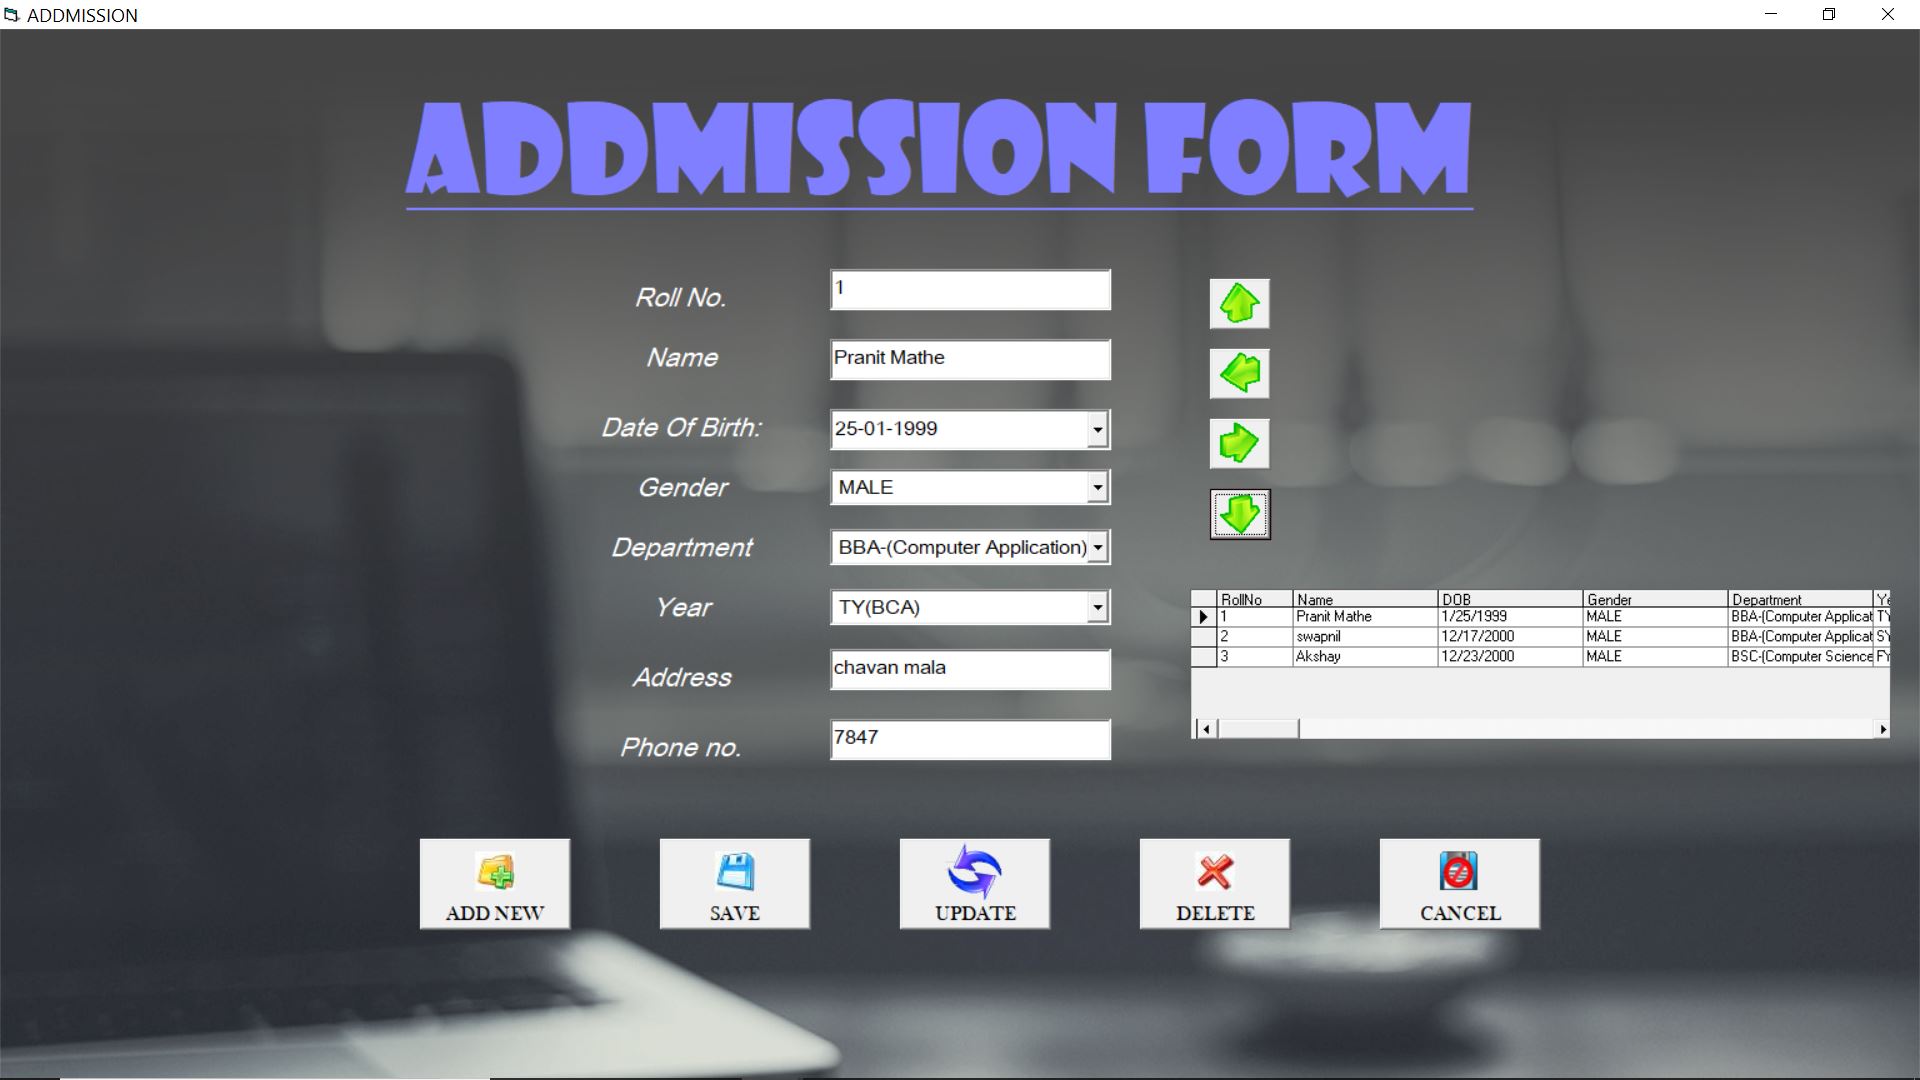 ADDMISSION
ADDMISSION FORM
Roll No. 1
Name Pranit Mathe
Date Of Birth: 25-01-1999
Gender MALE
Department BBA-(Computer Application)
Year TY(BCA)
Address chavan mala
Phone no. 7847
RollNo Name DOB Gender Department Ye
1 Pranit Mathe 1/25/1999 MALE BBA-(Computer Applicat TY
2 swapnil 12/17/2000 MALE BBA-(Computer Applicat SY
3 Akshay 12/23/2000 MALE BSC-(Computer Science FY
ADD NEW SAVE UPDATE DELETE CANCEL